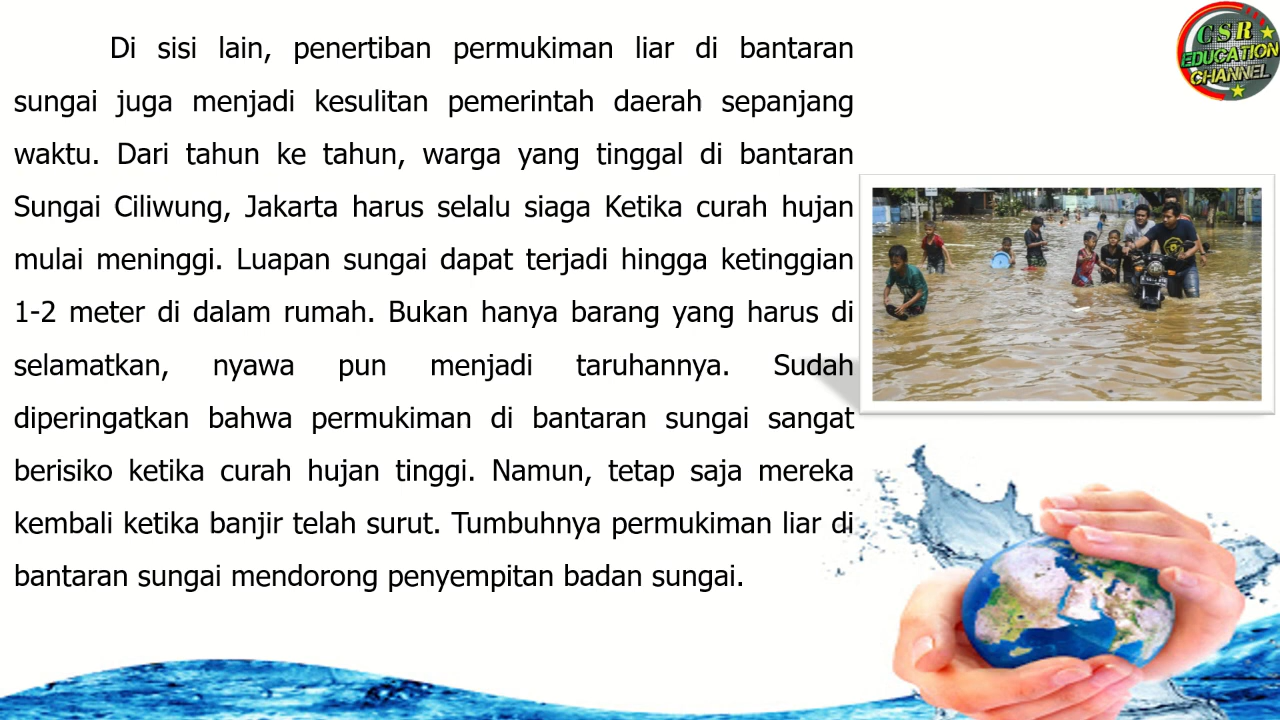 Di sisi lain, penertiban permukiman liar di bantaran
sungai juga menjadi kesulitan pemerintah daerah sepanjang
waktu. Dari tahun ke tahun, warga yang tinggal di bantaran
Sungai Ciliwung, Jakarta harus selalu siaga Ketika curah hujan
mulai meninggi. Luapan sungai dapat terjadi hingga ketinggian
1-2 meter di dalam rumah. Bukan hanya barang yang harus di
selamatkan, nyawa pun menjadi taruhannya. Sudah
diperingatkan bahwa permukiman di bantaran sungai sangat
berisiko ketika curah hujan tinggi. Namun, tetap saja mereka
kembali ketika banjir telah surut. Tumbuhnya permukiman liar di
bantaran sungai mendorong penyempitan badan sungai.
CSR
EDUCATION
CHANNEL